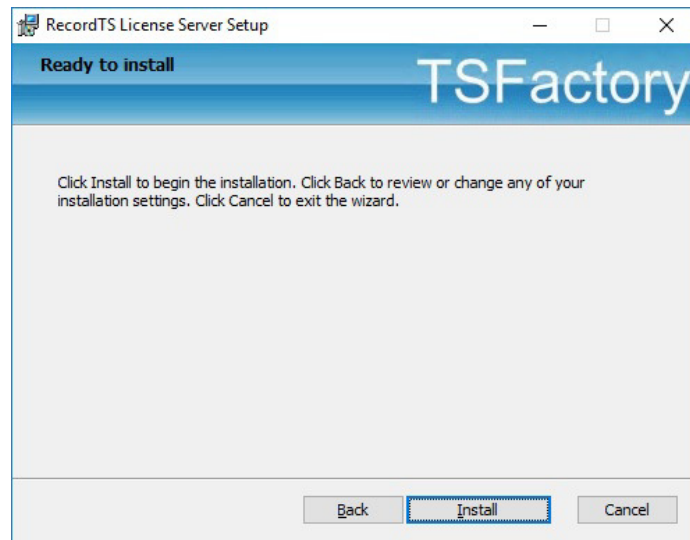 RecordTS License Server Setup
Ready to install
TSFactory
Click Install to begin the installation. Click Back to review or change any of your
installation settings. Click Cancel to exit the wizard.
Back Install Cancel